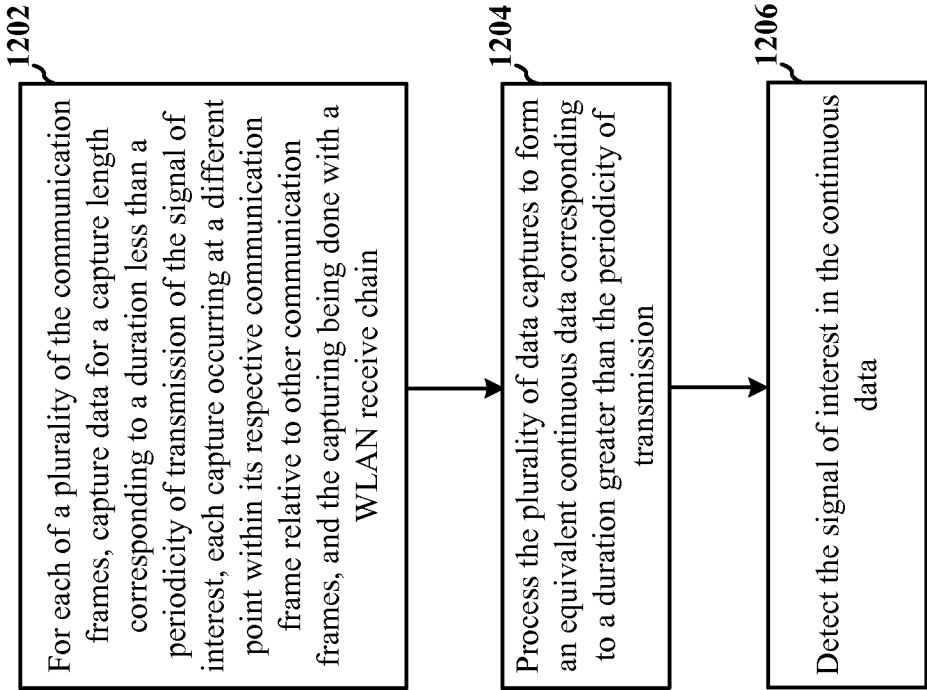 1202
For each of a plurality of the communication
frames, capture data for a capture length
corresponding to a duration less than a
periodicity of transmission of the signal of
interest, each capture occurring at a different
point within its respective communication
frame relative to other communication
frames, and the capturing being done with a
WLAN receive chain
1204
Process the plurality of data captures to form
an equivalent continuous data corresponding
to a duration greater than the periodicity of
transmission
1206
Detect the signal of interest in the continuous
data